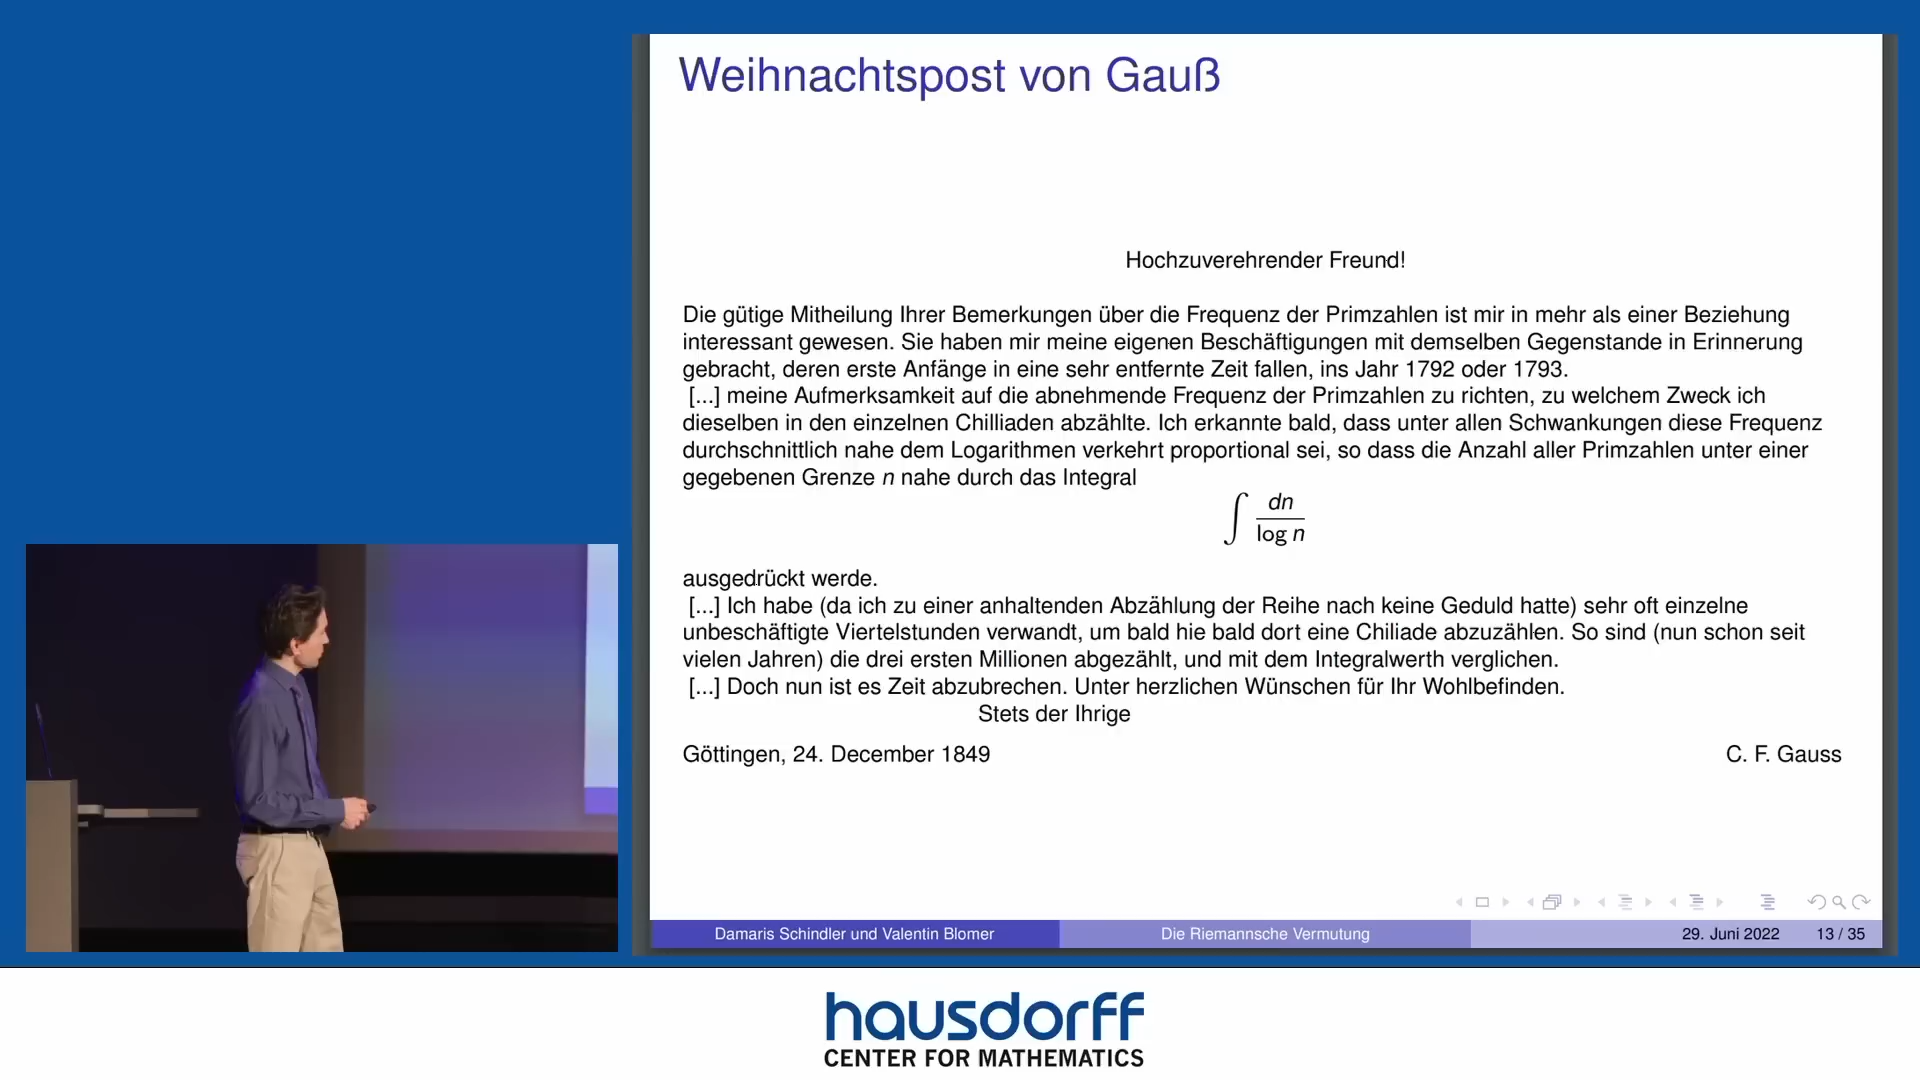 Weihnachtspost von Gauß
Hochzuverehrender Freund!
Die gütige Mitheilung Ihrer Bemerkungen über die Frequenz der Primzahlen ist mir in mehr als einer Beziehung
interessant gewesen. Sie haben mir meine eigenen Beschäftigungen mit demselben Gegenstande in Erinnerung
gebracht, deren erste Anfänge in eine sehr entfernte Zeit fallen, ins Jahr 1792 oder 1793.
[...] meine Aufmerksamkeit auf die abnehmende Frequenz der Primzahlen zu richten, zu welchem Zweck ich
dieselben in den einzelnen Chilliaden abzählte. Ich erkannte bald, dass unter allen Schwankungen diese Frequenz
durchschnittlich nahe dem Logarithmen verkehrt proportional sei, so dass die Anzahl aller Primzahlen unter einer
gegebenen Grenze n nahe durch das Integral
∫ dn / log n
ausgedrückt werde.
[...] Ich habe (da ich zu einer anhaltenden Abzählung der Reihe nach keine Geduld hatte) sehr oft einzelne
unbeschäftigte Viertelstunden verwandt, um bald hie bald dort eine Chiliade abzuzählen. So sind (nun schon seit
vielen Jahren) die drei ersten Millionen abgezählt, und mit dem Integralwerth verglichen.
[...] Doch nun ist es Zeit abzubrechen. Unter herzlichen Wünschen für Ihr Wohlbefinden.
Stets der Ihrige
Göttingen, 24. December 1849 C. F. Gauss
Damaris Schindler und Valentin Blomer Die Riemannsche Vermutung 29. Juni 2022 13 / 35
hausdorff
CENTER FOR MATHEMATICS